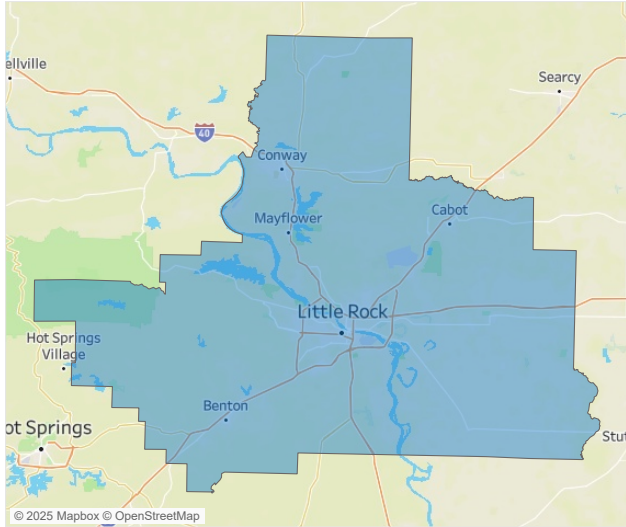 ellville
Searcy
40
Conway
Cabot
Mayflower
Little Rock
Hot Springs
Village
Benton
ot Springs
Stut
© 2025 Mapbox © OpenStreetMap